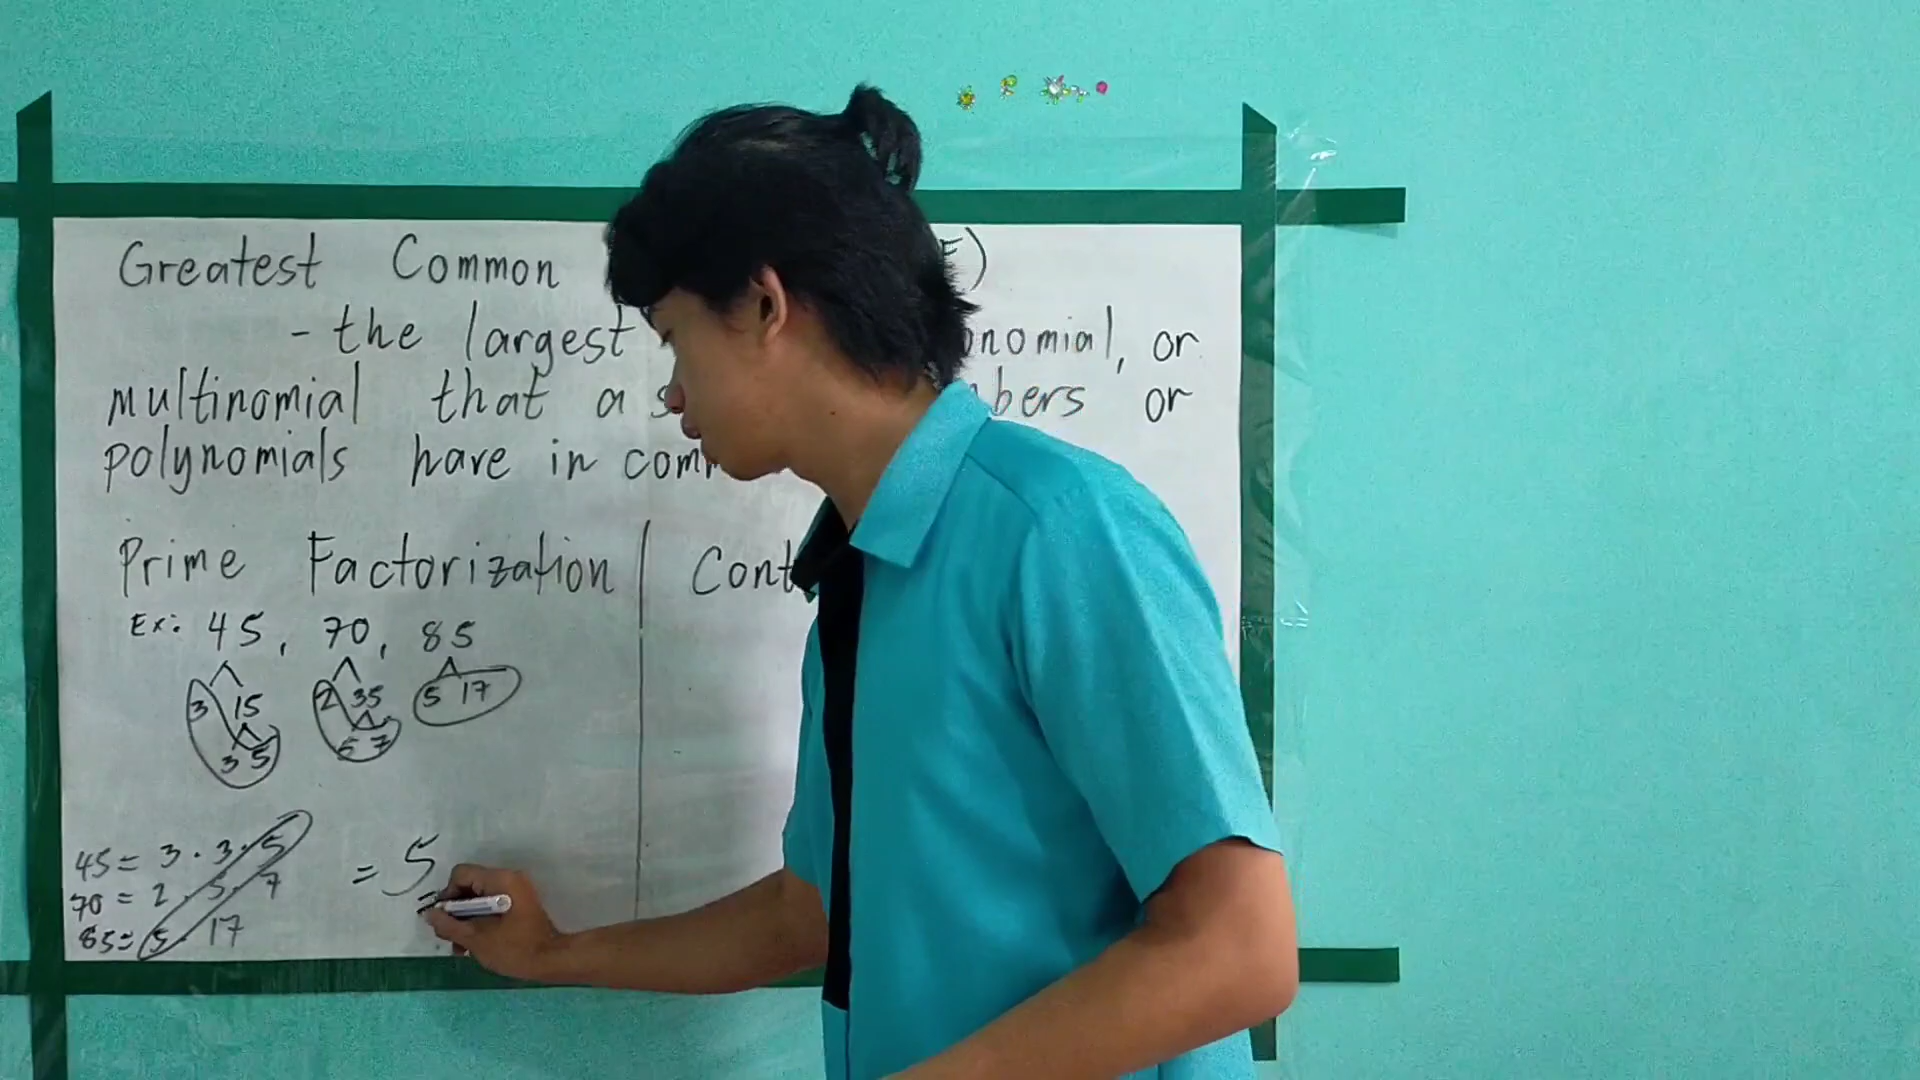 Greatest Common F)
- the largest onomial, or
multinomial that a s bers or
polynomials have in com
Prime Factorization | Cont
Ex: 45, 70, 85
3 15 2 35 5 17
3 5 5 7
45 = 3 · 3 · 5
70 = 2 · 5 · 7
85 = 5 · 17
= 5